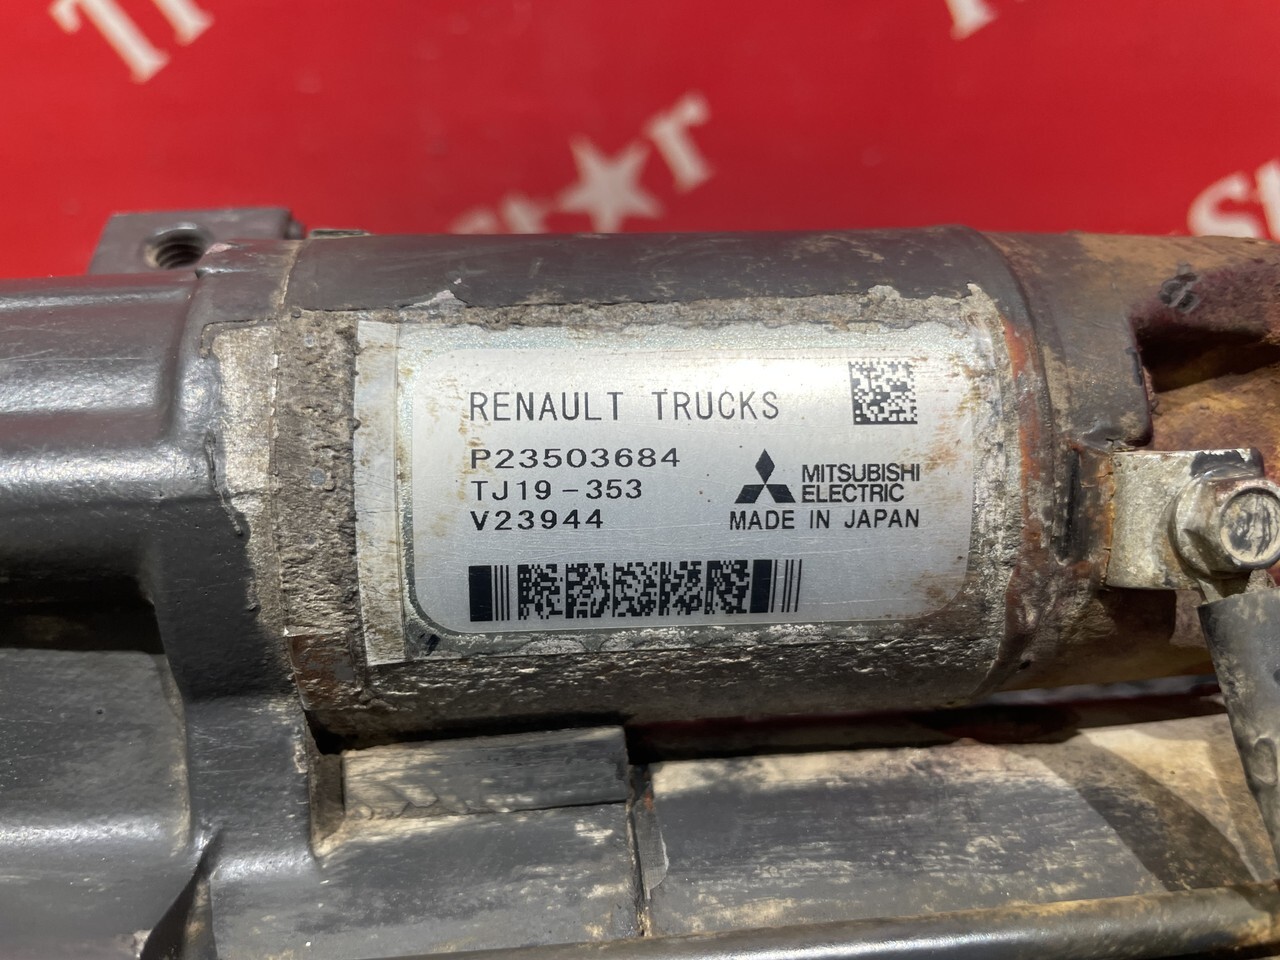 RENAULT TRUCKS
P23503684
TJ19-353
V23944
MITSUBISHI
ELECTRIC
MADE IN JAPAN